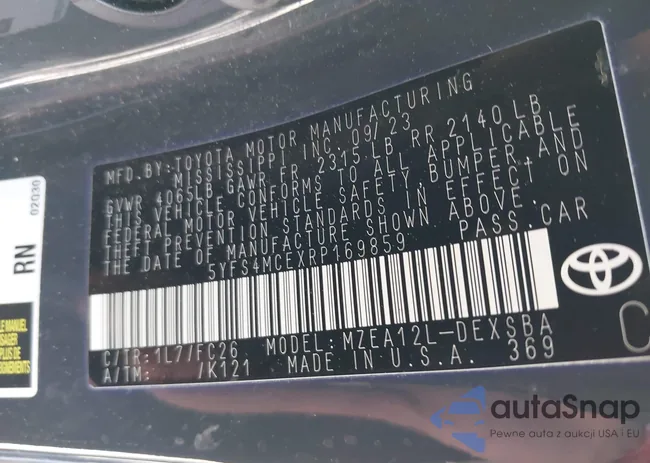 MFD.BY:TOYOTA MOTOR MANUFACTURING
MISSISSIPPI INC.09/23
GVWR 4065LB GAWR FR 2315LB RR 2140LB
THIS VEHICLE CONFORMS TO ALL APPLICABLE
FEDERAL MOTOR VEHICLE SAFETY, BUMPER,AND
THEFT PREVENTION STANDARDS IN EFFECT ON
THE DATE OF MANUFACTURE SHOWN ABOVE.
5YFS4MCEXRP169859 PASS.CAR
C/TR:1L77/FC26 MODEL:MZEA12L-DEXSBA
A/TM: /K121 MADE IN U.S.A. 369
C
TOYOTA
RN
02030
autaSnap
Pewne auta z aukcji USA i EU